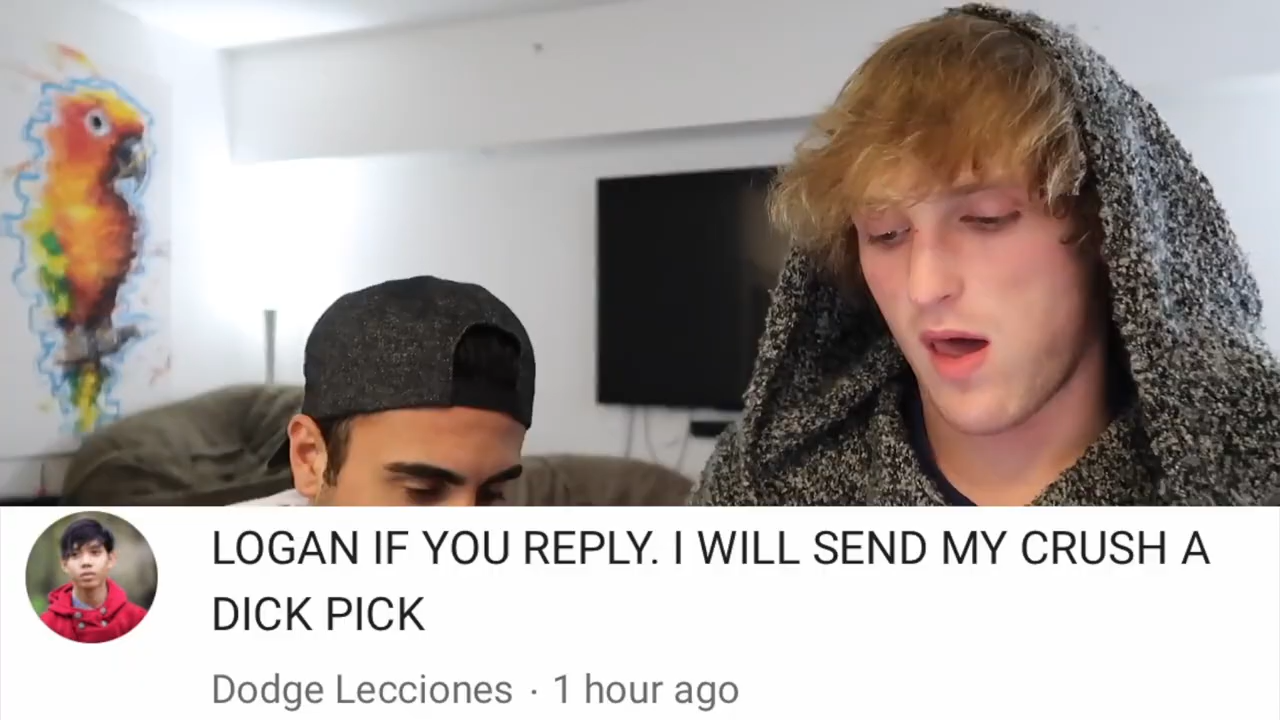 LOGAN IF YOU REPLY. I WILL SEND MY CRUSH A
DICK PICK
Dodge Lecciones · 1 hour ago